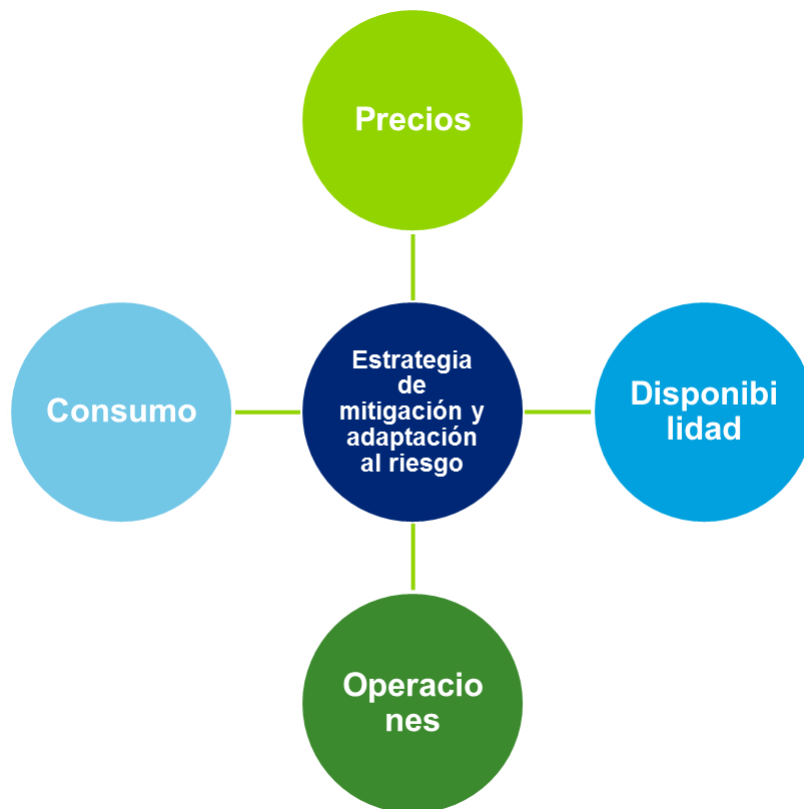 Precios
Consumo
Estrategia
de
mitigación y
adaptación
al riesgo
Disponibi
lidad
Operacio
nes